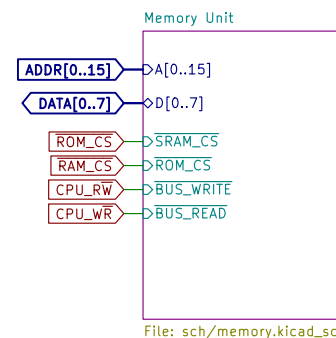 Memory Unit
ADDR[0..15] A[0..15]
DATA[0..7] D[0..7]
ROM_CS SRAM_CS
RAM_CS ROM_CS
CPU_RW BUS_WRITE
CPU_WR BUS_READ
File: sch/memory.kicad_sc